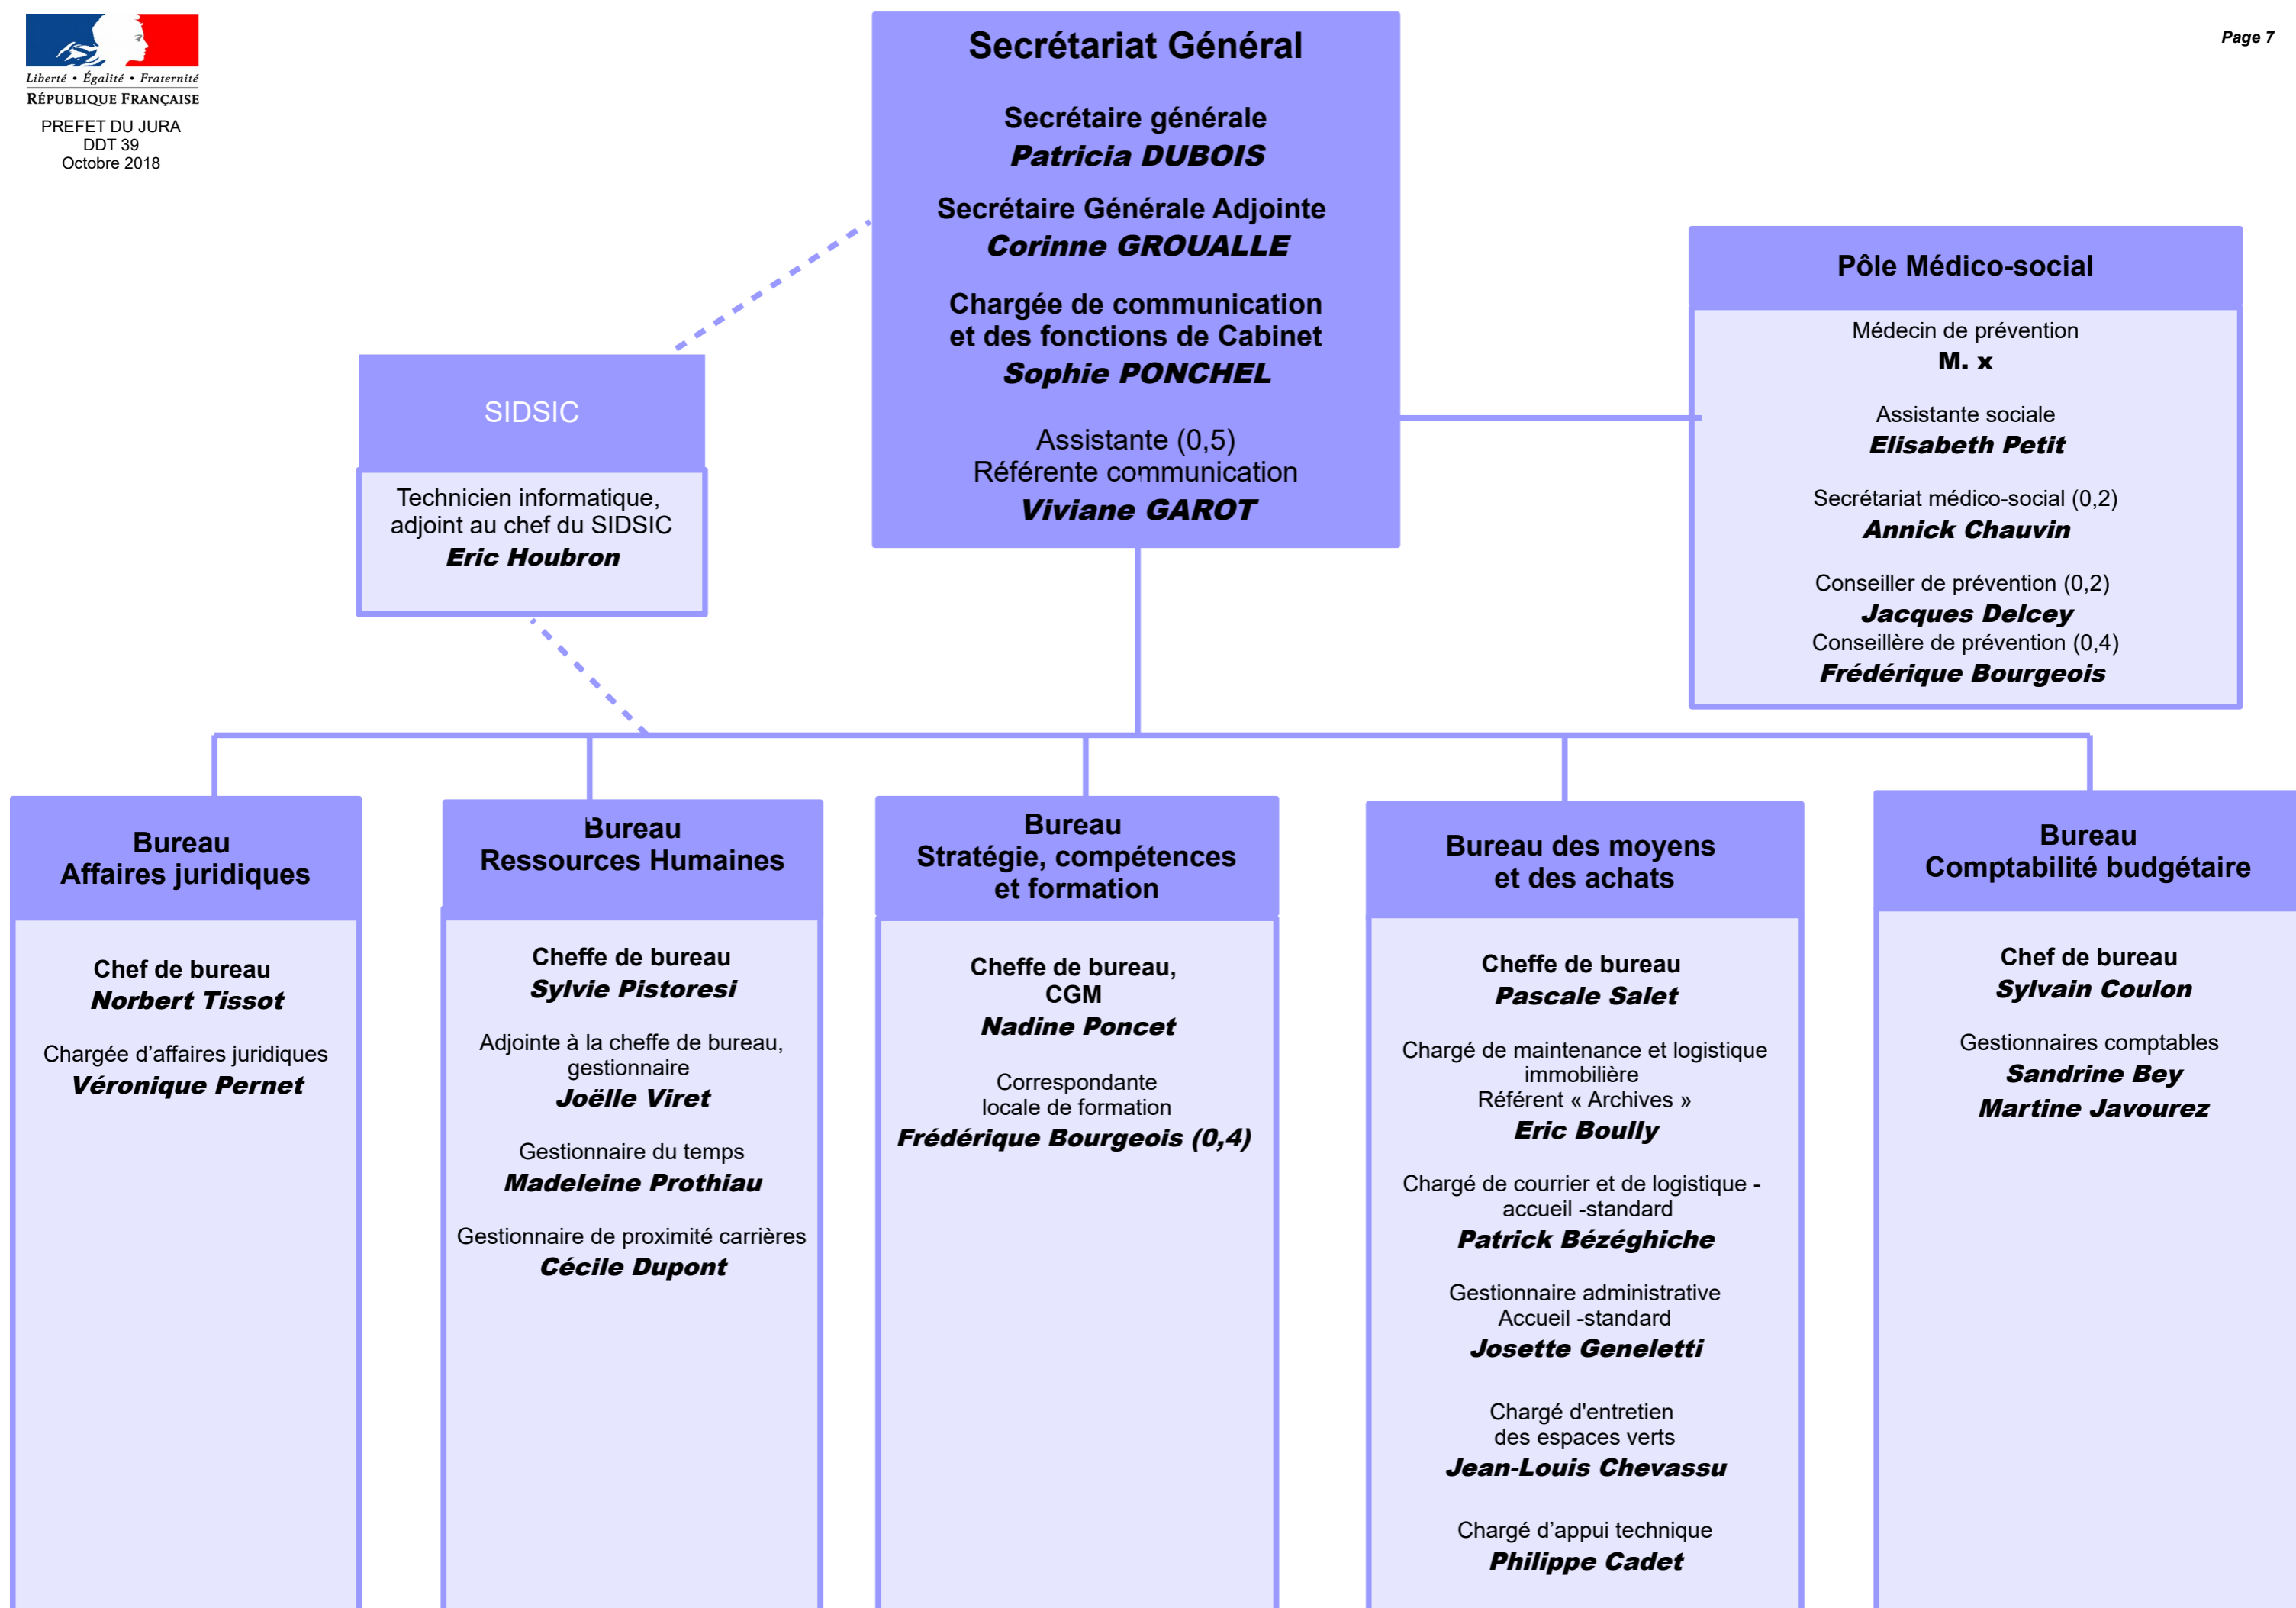 Liberté • Égalité • Fraternité
RÉPUBLIQUE FRANÇAISE
PREFET DU JURA
DDT 39
Octobre 2018
Page 7
Secrétariat Général
Secrétaire générale
Patricia DUBOIS
Secrétaire Générale Adjointe
Corinne GROUALLE
Chargée de communication
et des fonctions de Cabinet
Sophie PONCHEL
Assistante (0,5)
Référente communication
Viviane GAROT
SIDSIC
Technicien informatique,
adjoint au chef du SIDSIC
Eric Houbron
Pôle Médico-social
Médecin de prévention
M. x
Assistante sociale
Elisabeth Petit
Secrétariat médico-social (0,2)
Annick Chauvin
Conseiller de prévention (0,2)
Jacques Delcey
Conseillère de prévention (0,4)
Frédérique Bourgeois
Bureau
Affaires juridiques
Chef de bureau
Norbert Tissot
Chargée d’affaires juridiques
Véronique Pernet
Bureau
Ressources Humaines
Cheffe de bureau
Sylvie Pistoresi
Adjointe à la cheffe de bureau,
gestionnaire
Joëlle Viret
Gestionnaire du temps
Madeleine Prothiau
Gestionnaire de proximité carrières
Cécile Dupont
Bureau
Stratégie, compétences
et formation
Cheffe de bureau,
CGM
Nadine Poncet
Correspondante
locale de formation
Frédérique Bourgeois (0,4)
Bureau des moyens
et des achats
Cheffe de bureau
Pascale Salet
Chargé de maintenance et logistique
immobilière
Référent « Archives »
Eric Boully
Chargé de courrier et de logistique -
accueil -standard
Patrick Bézéghiche
Gestionnaire administrative
Accueil -standard
Josette Geneletti
Chargé d'entretien
des espaces verts
Jean-Louis Chevassu
Chargé d’appui technique
Philippe Cadet
Bureau
Comptabilité budgétaire
Chef de bureau
Sylvain Coulon
Gestionnaires comptables
Sandrine Bey
Martine Javourez